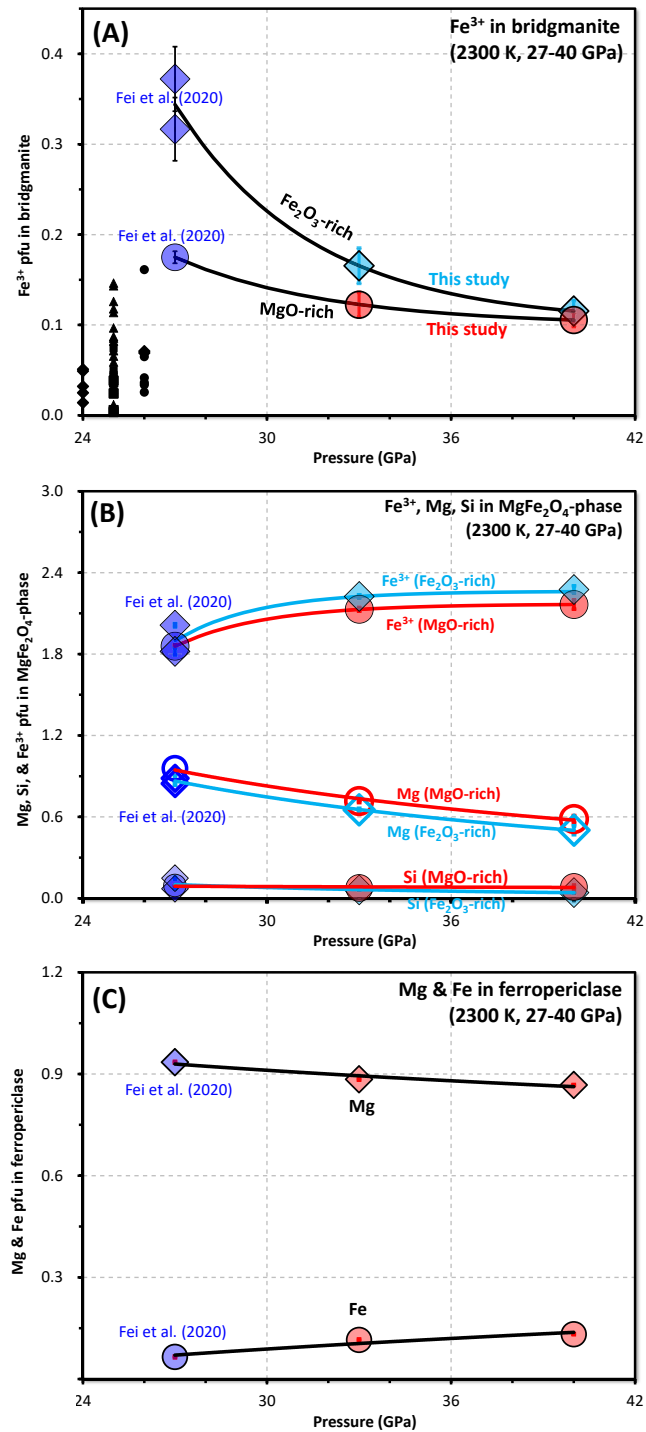 (A)
Fe³⁺ in bridgmanite
(2300 K, 27-40 GPa)
0.4
Fei et al. (2020)
0.3
Fe³⁺ pfu in bridgmanite
Fe₂O₃-rich
0.2
Fei et al. (2020)
This study
MgO-rich
This study
0.1
0.0
24
30
36
42
Pressure (GPa)
3.0
(B)
Fe³⁺, Mg, Si in MgFe₂O₄-phase
(2300 K, 27-40 GPa)
2.4
Fe³⁺ (Fe₂O₃-rich)
Fei et al. (2020)
Fe³⁺ (MgO-rich)
1.8
Mg, Si, & Fe³⁺ pfu in MgFe₂O₄-phase
1.2
Mg (MgO-rich)
Fei et al. (2020)
Mg (Fe₂O₃-rich)
0.6
Si (MgO-rich)
Si (Fe₂O₃-rich)
0.0
24
30
36
42
Pressure (GPa)
1.2
(C)
Mg & Fe in ferropericlase
(2300 K, 27-40 GPa)
0.9
Fei et al. (2020)
Mg
Mg & Fe pfu in ferropericlase
0.6
0.3
Fe
Fei et al. (2020)
24
30
36
42
Pressure (GPa)